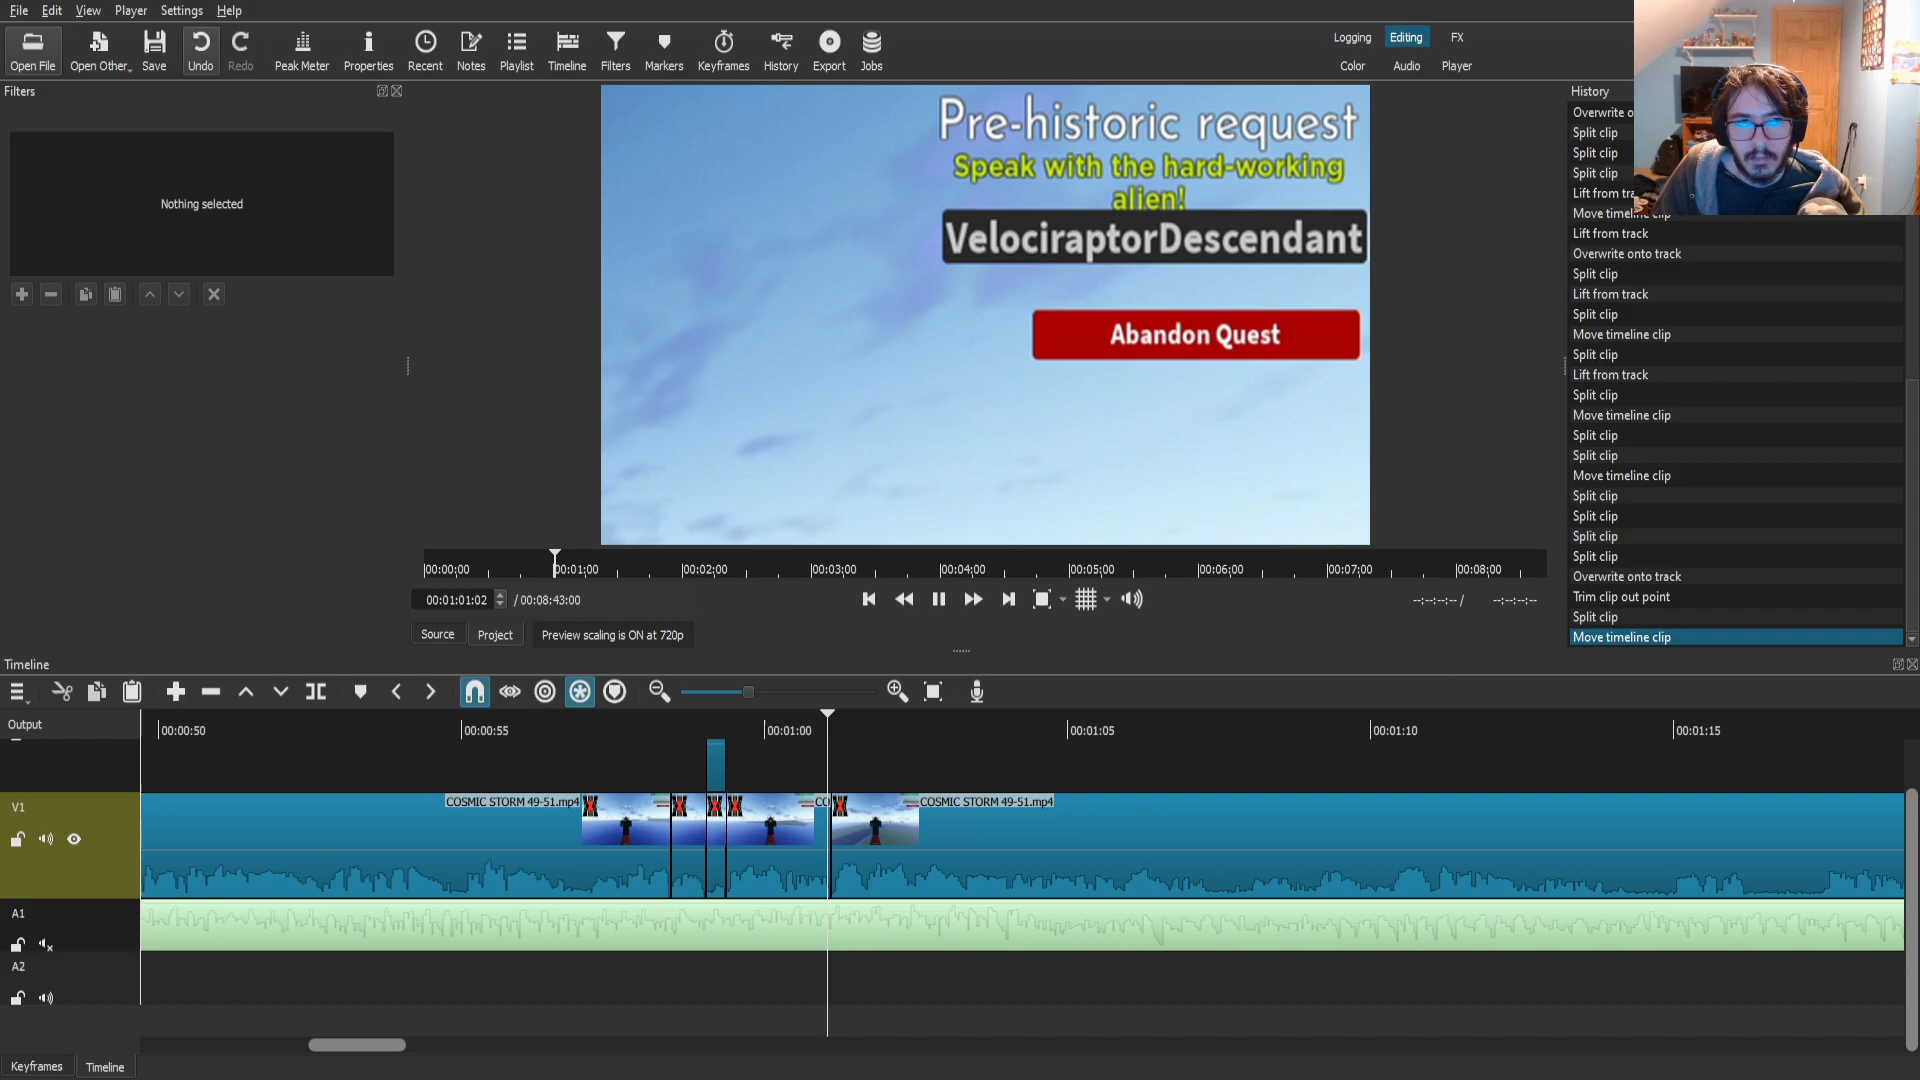 File Edit View Player Settings Help
Open File Open Other Save Undo Redo Peak Meter Properties Recent Notes Playlist Timeline Filters Markers Keyframes History Export Jobs
Logging Editing FX
Color Audio Player
Filters
Nothing selected
Pre-historic request
Speak with the hard-working
alien!
VelociraptorDescendant
Abandon Quest
History
Overwrite o
Split clip
Split clip
Split clip
Lift from tra
Move timeline clip
Lift from track
Overwrite onto track
Split clip
Lift from track
Split clip
Move timeline clip
Split clip
Lift from track
Split clip
Move timeline clip
Split clip
Split clip
Move timeline clip
Split clip
Split clip
Split clip
Split clip
Overwrite onto track
Trim clip out point
Split clip
Move timeline clip
00:00:00 00:01:00 00:02:00 00:03:00 00:04:00 00:05:00 00:06:00 00:07:00 00:08:00
00:01:01:02 / 00:08:43:00
--:--:--:-- / --:--:--:--
Source Project Preview scaling is ON at 720p
Timeline
Output
00:00:50 00:00:55 00:01:00 00:01:05 00:01:10 00:01:15
V1
COSMIC STORM 49-51.mp4 CO COSMIC STORM 49-51.mp4
A1
A2
Keyframes Timeline